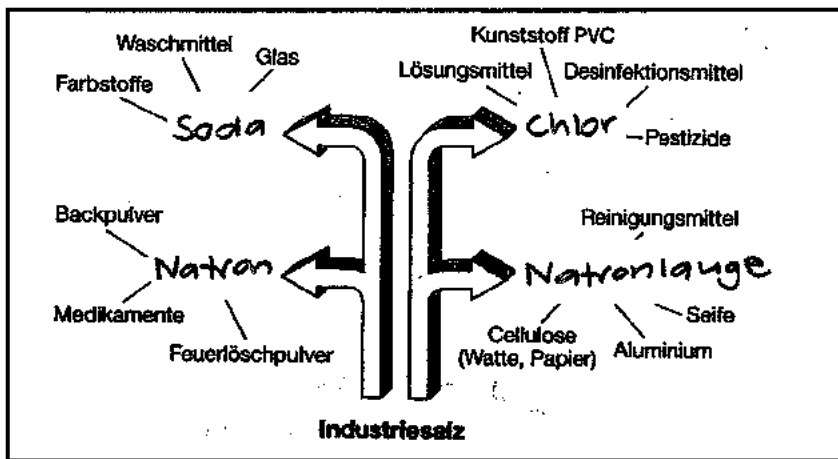 Waschmittel
Glas
Farbstoffe
Soda
Kunststoff PVC
Lösungsmittel
Desinfektionsmittel
Chlor
Pestizide
Backpulver
Natron
Medikamente
Feuerlöschpulver
Reinigungsmittel
Natronlauge
Seife
Cellulose
(Watte, Papier)
Aluminium
Industriesalz